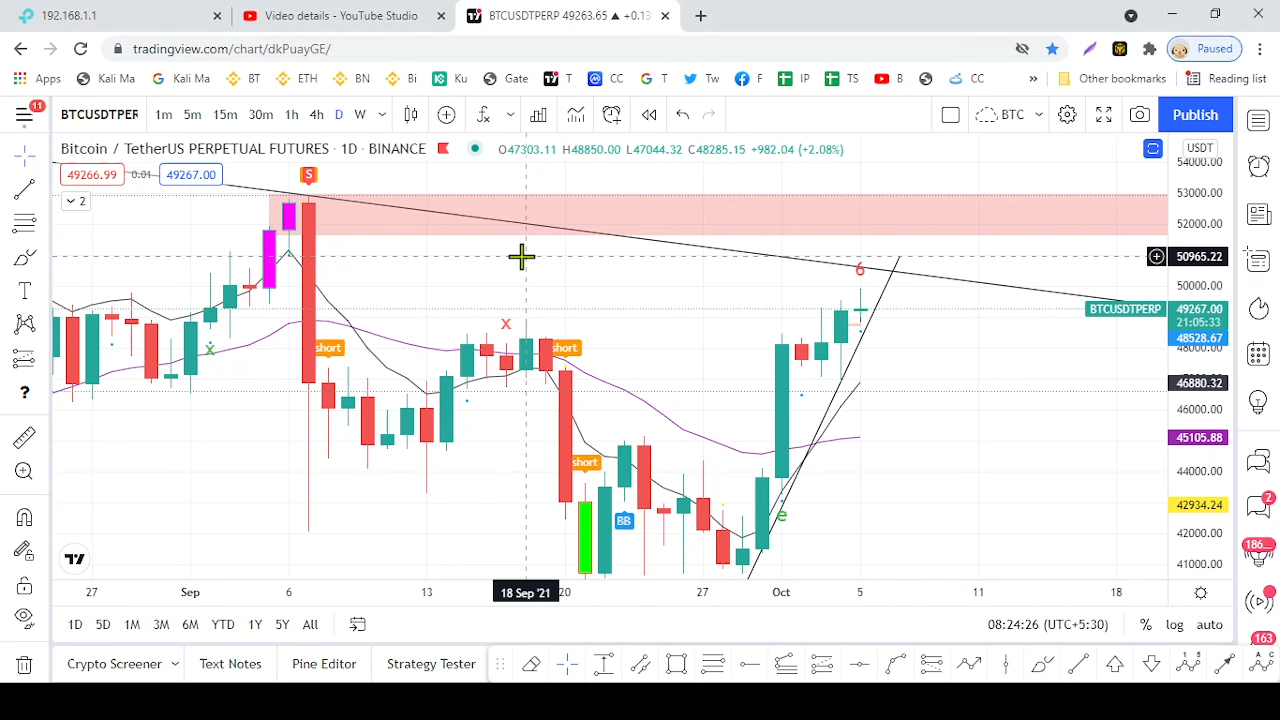 192.168.1.1
Video details - YouTube Studio
BTCUSDTPERP 49263.65 ▲ +0.13
tradingview.com/chart/dkPuayGE/
Paused
Apps
Kali Ma
Kali Ma
BT
ETH
BN
Bi
Ku
Gate
T
CC
T
Tw
F
IP
TS
B
CC
»
Other bookmarks
Reading list
11
BTCUSDTPER
1m 5m 15m 30m 1h 4h D W
BTC
Publish
Bitcoin / TetherUS PERPETUAL FUTURES · 1D · BINANCE
O47303.11 H48850.00 L47044.32 C48285.15 +982.04 (+2.08%)
USDT
49266.99 0.01 49267.00
2
S
54000.00
53000.00
52000.00
50965.22
6
50000.00
BTCUSDTPERP 49267.00
21:05:33
48528.67
x
x
short
short
48000.00
46880.32
46000.00
45105.88
short
44000.00
42934.24
BB
e
42000.00
41000.00
27 Sep 6 13 18 Sep '21 20 27 Oct 5 11 18
1D 5D 1M 3M 6M YTD 1Y 5Y All
08:24:26 (UTC+5:30)
% log auto
Crypto Screener
Text Notes
Pine Editor
Strategy Tester
2
186...
163